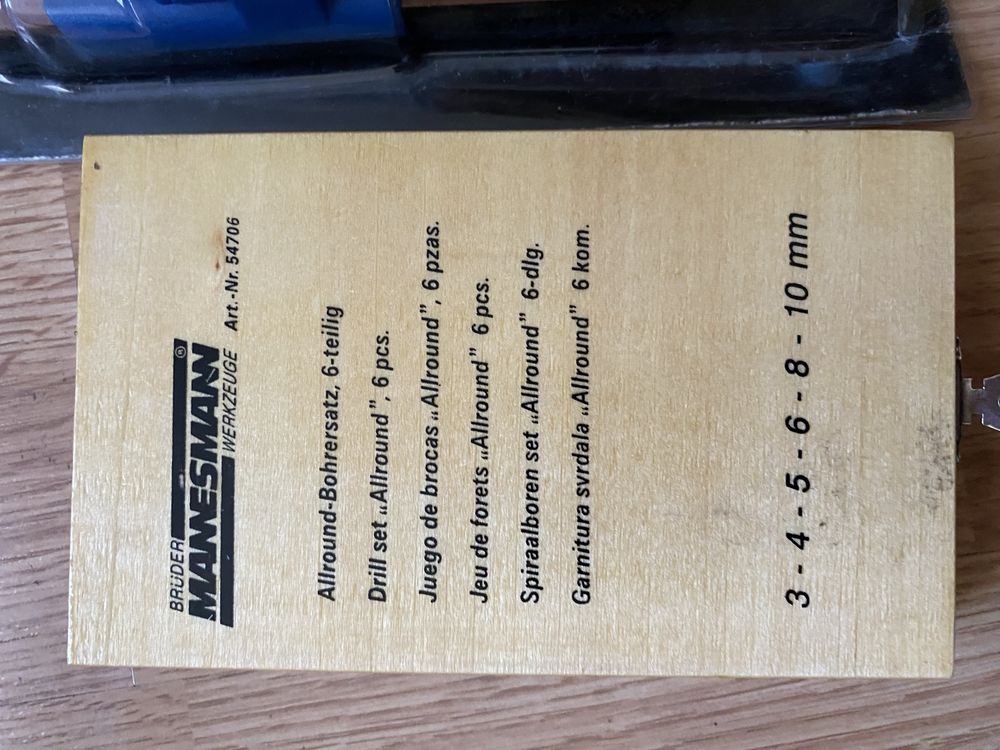 BRÜDER
MANNESMANN®
WERKZEUGE Art.-Nr. 54706
Allround-Bohrersatz, 6-teilig
Drill set „Allround”, 6 pcs.
Juego de brocas „Allround”, 6 pzas.
Jeu de forets „Allround” 6 pcs.
Spiraalboren set „Allround” 6-dlg.
Garnitura svrdala „Allround” 6 kom.
3 - 4 - 5 - 6 - 8 - 10 mm